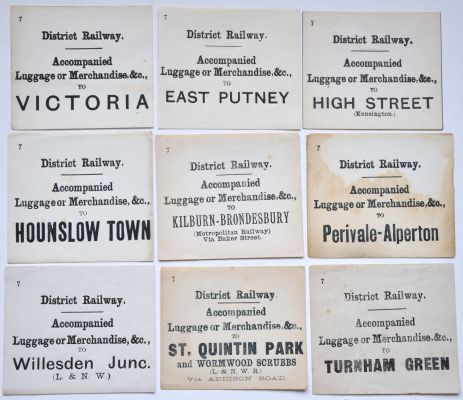 7
District Railway.
Accompanied
Luggage or Merchandise, &c.,
TO
VICTORIA
7
District Railway.
Accompanied
Luggage or Merchandise, &c.,
TO
EAST PUTNEY
7
District Railway.
Accompanied
Luggage or Merchandise, &c.,
TO
HIGH STREET
(Kensington.)
7
District Railway.
Accompanied
Luggage or Merchandise, &c.,
TO
HOUNSLOW TOWN
7
District Railway.
Accompanied
Luggage or Merchandise, &c.,
TO
KILBURN-BRONDESBURY
(Metropolitan Railway)
Via Baker Street.
7
District Railway.
Accompanied
Luggage or Merchandise, &c.,
TO
Perivale-Alperton
7
District Railway.
Accompanied
Luggage or Merchandise, &c.,
TO
Willesden Junc.
(L. & N. W.)
7
District Railway.
Accompanied
Luggage or Merchandise, &c.,
TO
ST. QUINTIN PARK
AND WORMWOOD SCRUBBS
(L. & N. W. R.)
VIA ADDISON ROAD.
7
District Railway.
Accompanied
Luggage or Merchandise, &c.,
TO
TURNHAM GREEN